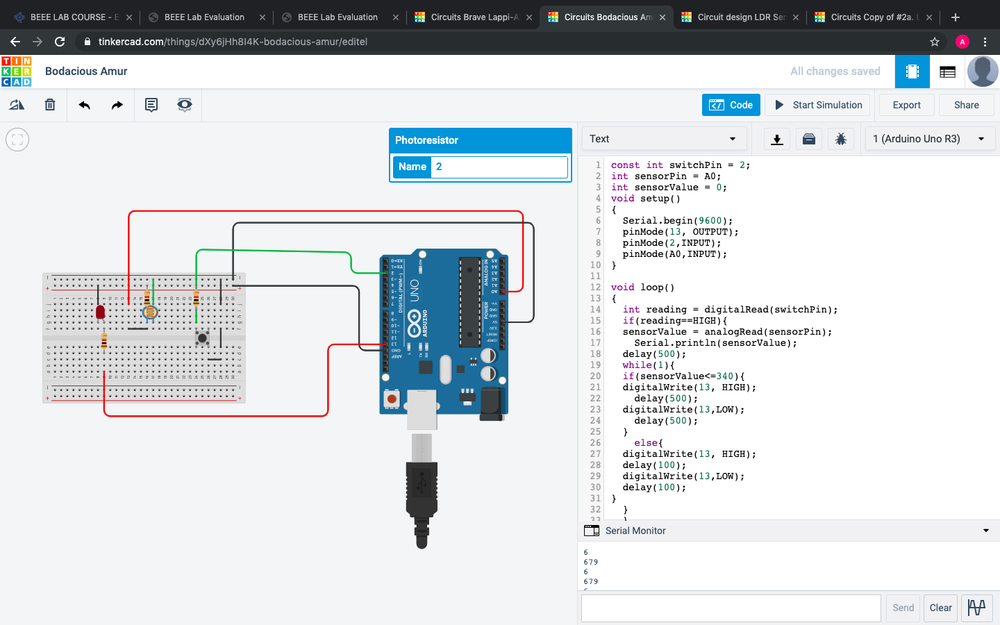 BEEE LAB COURSE - E
BEEE Lab Evaluation
BEEE Lab Evaluation
Circuits Brave Lappi-A
Circuits Bodacious Am
Circuit design LDR Ser
Circuits Copy of #2a. U
tinkercad.com/things/dXy6jHh8I4K-bodacious-amur/editel
A
TIN
KER
CAD
Bodacious Amur
All changes saved
Code
Start Simulation
Export
Share
Photoresistor
Name 2
Text
1 (Arduino Uno R3)
1 const int switchPin = 2;
2 int sensorPin = A0;
3 int sensorValue = 0;
4 void setup()
5 {
6 Serial.begin(9600);
7 pinMode(13, OUTPUT);
8 pinMode(2,INPUT);
9 pinMode(A0,INPUT);
10 }
11
12 void loop()
13 {
14 int reading = digitalRead(switchPin);
15 if(reading==HIGH){
16 sensorValue = analogRead(sensorPin);
17 Serial.println(sensorValue);
18 delay(500);
19 while(1){
20 if(sensorValue<=340){
21 digitalWrite(13, HIGH);
22 delay(500);
23 digitalWrite(13,LOW);
24 delay(500);
25 }
26 else{
27 digitalWrite(13, HIGH);
28 delay(100);
29 digitalWrite(13,LOW);
30 delay(100);
31 }
32 }
33 }
UNO
ARDUINO
DIGITAL (PWM~)
ANALOG IN
POWER
Serial Monitor
6
679
6
679
Send
Clear